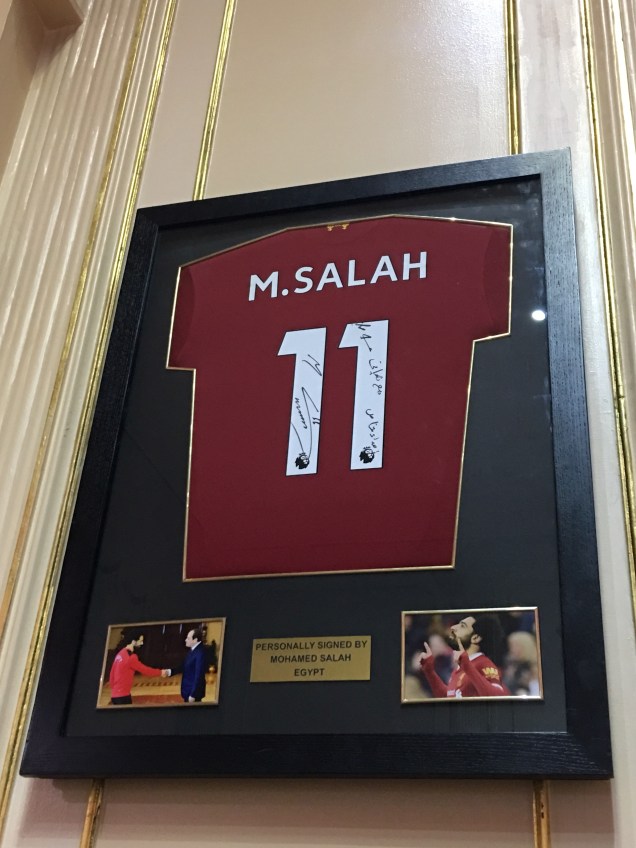 M.SALAH
11
PERSONALLY SIGNED BY
MOHAMED SALAH
EGYPT